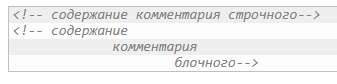 <!-- содержание комментария строчного-->
<!-- содержание
комментария
блочного-->